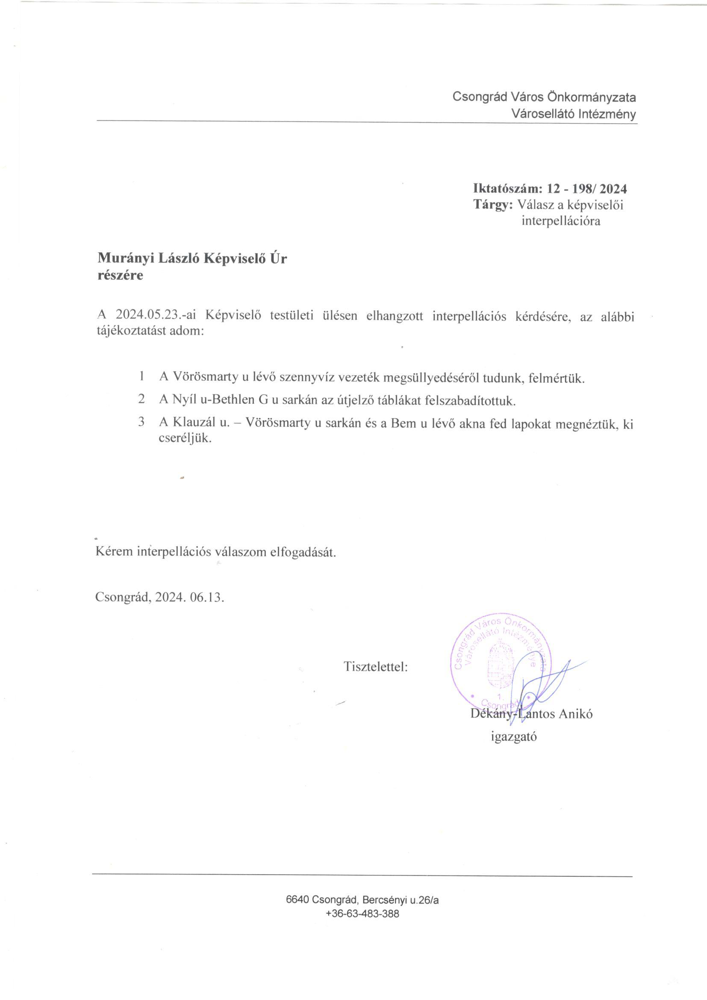 Csongrád Város Önkormányzata
Városellátó Intézmény
Iktatószám: 12 - 198/ 2024
Tárgy: Válasz a képviselői
interpellációra
Murányi László Képviselő Úr
részére
A 2024.05.23.-ai Képviselő testületi ülésen elhangzott interpellációs kérdésére, az alábbi
tájékoztatást adom:
1 A Vörösmarty u lévő szennyvíz vezeték megsüllyedéséről tudunk, felmértük.
2 A Nyíl u-Bethlen G u sarkán az útjelző táblákat felszabadítottuk.
3 A Klauzál u. – Vörösmarty u sarkán és a Bem u lévő akna fed lapokat megnéztük, ki
cseréljük.
Kérem interpellációs válaszom elfogadását.
Csongrád, 2024. 06.13.
Csongrád Város Önkormányzata
Városellátó Intézménye
1.
Csongrád
Tisztelettel:
Dékány-Lantos Anikó
igazgató
6640 Csongrád, Bercsényi u.26/a
+36-63-483-388